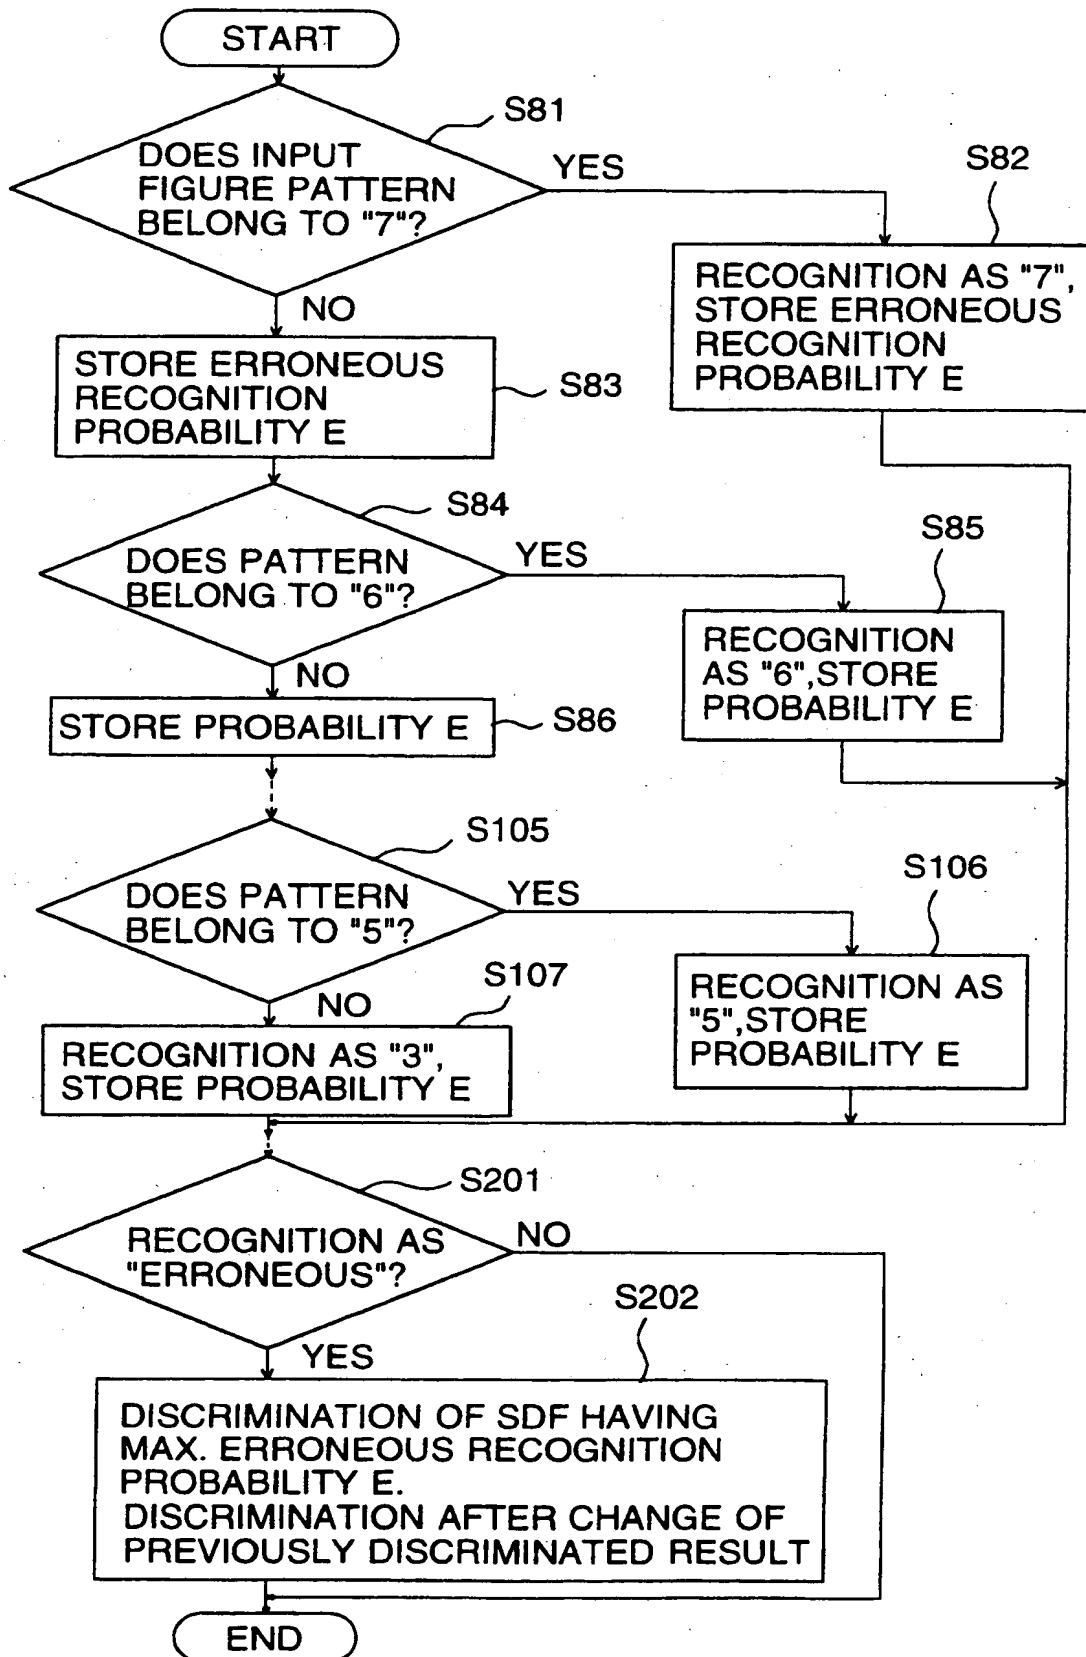 START
S81
DOES INPUT
FIGURE PATTERN
BELONG TO "7"?
YES
S82
RECOGNITION AS "7",
STORE ERRONEOUS
RECOGNITION
PROBABILITY E
NO
STORE ERRONEOUS
RECOGNITION
PROBABILITY E
S83
S84
DOES PATTERN
BELONG TO "6"?
YES
S85
RECOGNITION
AS "6",STORE
PROBABILITY E
NO
STORE PROBABILITY E
S86
S105
DOES PATTERN
BELONG TO "5"?
YES
S106
RECOGNITION AS
"5",STORE
PROBABILITY E
NO
S107
RECOGNITION AS "3",
STORE PROBABILITY E
S201
RECOGNITION AS
"ERRONEOUS"?
NO
YES
S202
DISCRIMINATION OF SDF HAVING
MAX. ERRONEOUS RECOGNITION
PROBABILITY E.
DISCRIMINATION AFTER CHANGE OF
PREVIOUSLY DISCRIMINATED RESULT
END